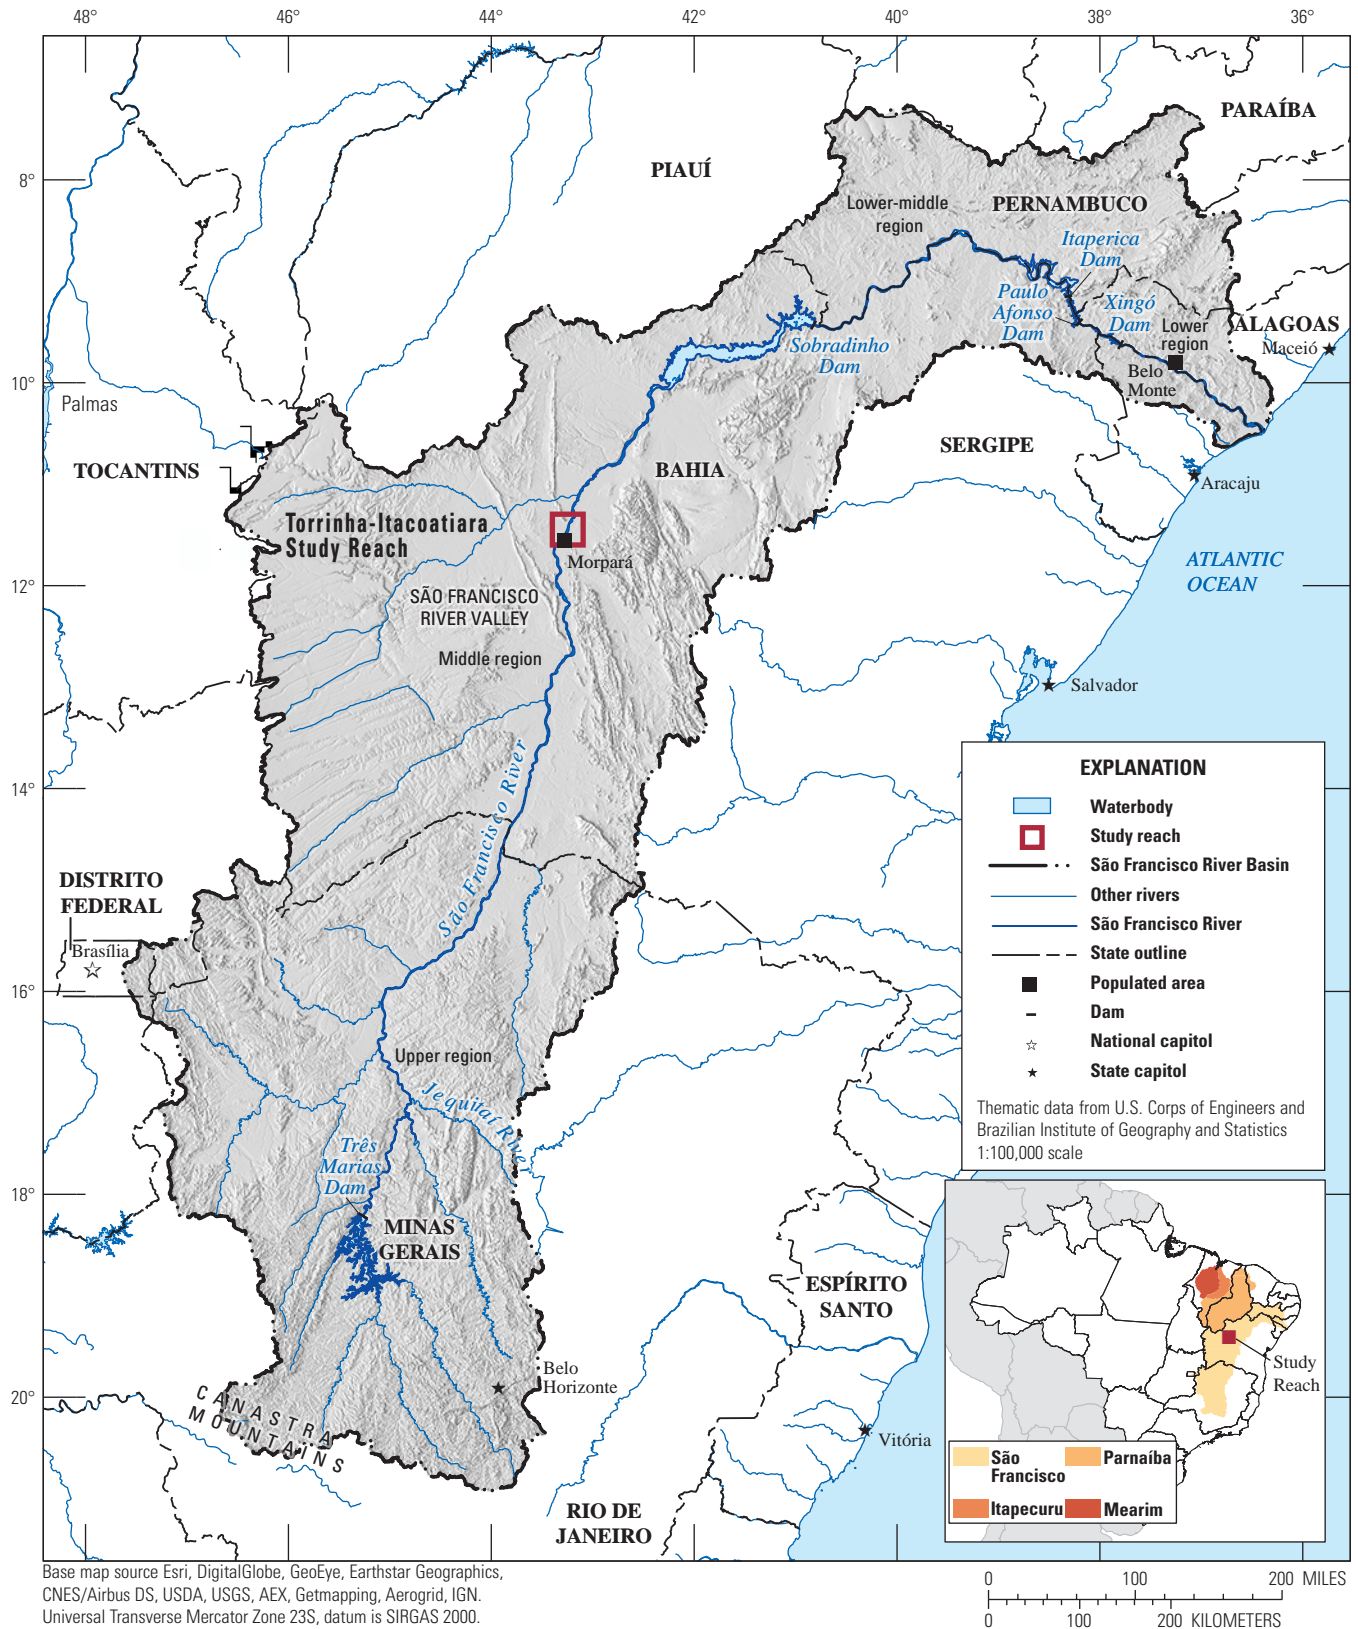 48°
46°
44°
42°
40°
38°
36°
8°
10°
12°
14°
16°
18°
20°
PARAÍBA
PIAUÍ
Lower-middle
region
PERNAMBUCO
Itaperica
Dam
Paulo
Afonso
Dam
Xingó
Dam
Lower
region
ALAGOAS
Maceió
Sobradinho
Dam
Belo
Monte
Palmas
TOCANTINS
SERGIPE
BAHIA
Aracaju
Torrinha-Itacoatiara
Study Reach
Morpará
ATLANTIC
OCEAN
SÃO FRANCISCO
RIVER VALLEY
Middle region
Salvador
São Francisco River
DISTRITO
FEDERAL
Brasília
Upper region
Jequitaí River
Três
Marias
Dam
MINAS
GERAIS
ESPÍRITO
SANTO
Belo
Horizonte
CANASTRA
MOUNTAINS
Vitória
RIO DE
JANEIRO
EXPLANATION
Waterbody
Study reach
São Francisco River Basin
Other rivers
São Francisco River
State outline
Populated area
Dam
National capitol
State capitol
Thematic data from U.S. Corps of Engineers and
Brazilian Institute of Geography and Statistics
1:100,000 scale
Study
Reach
São
Francisco
Parnaíba
Itapecuru
Mearim
Base map source Esri, DigitalGlobe, GeoEye, Earthstar Geographics,
CNES/Airbus DS, USDA, USGS, AEX, Getmapping, Aerogrid, IGN.
Universal Transverse Mercator Zone 23S, datum is SIRGAS 2000.
0 100 200 MILES
0 100 200 KILOMETERS